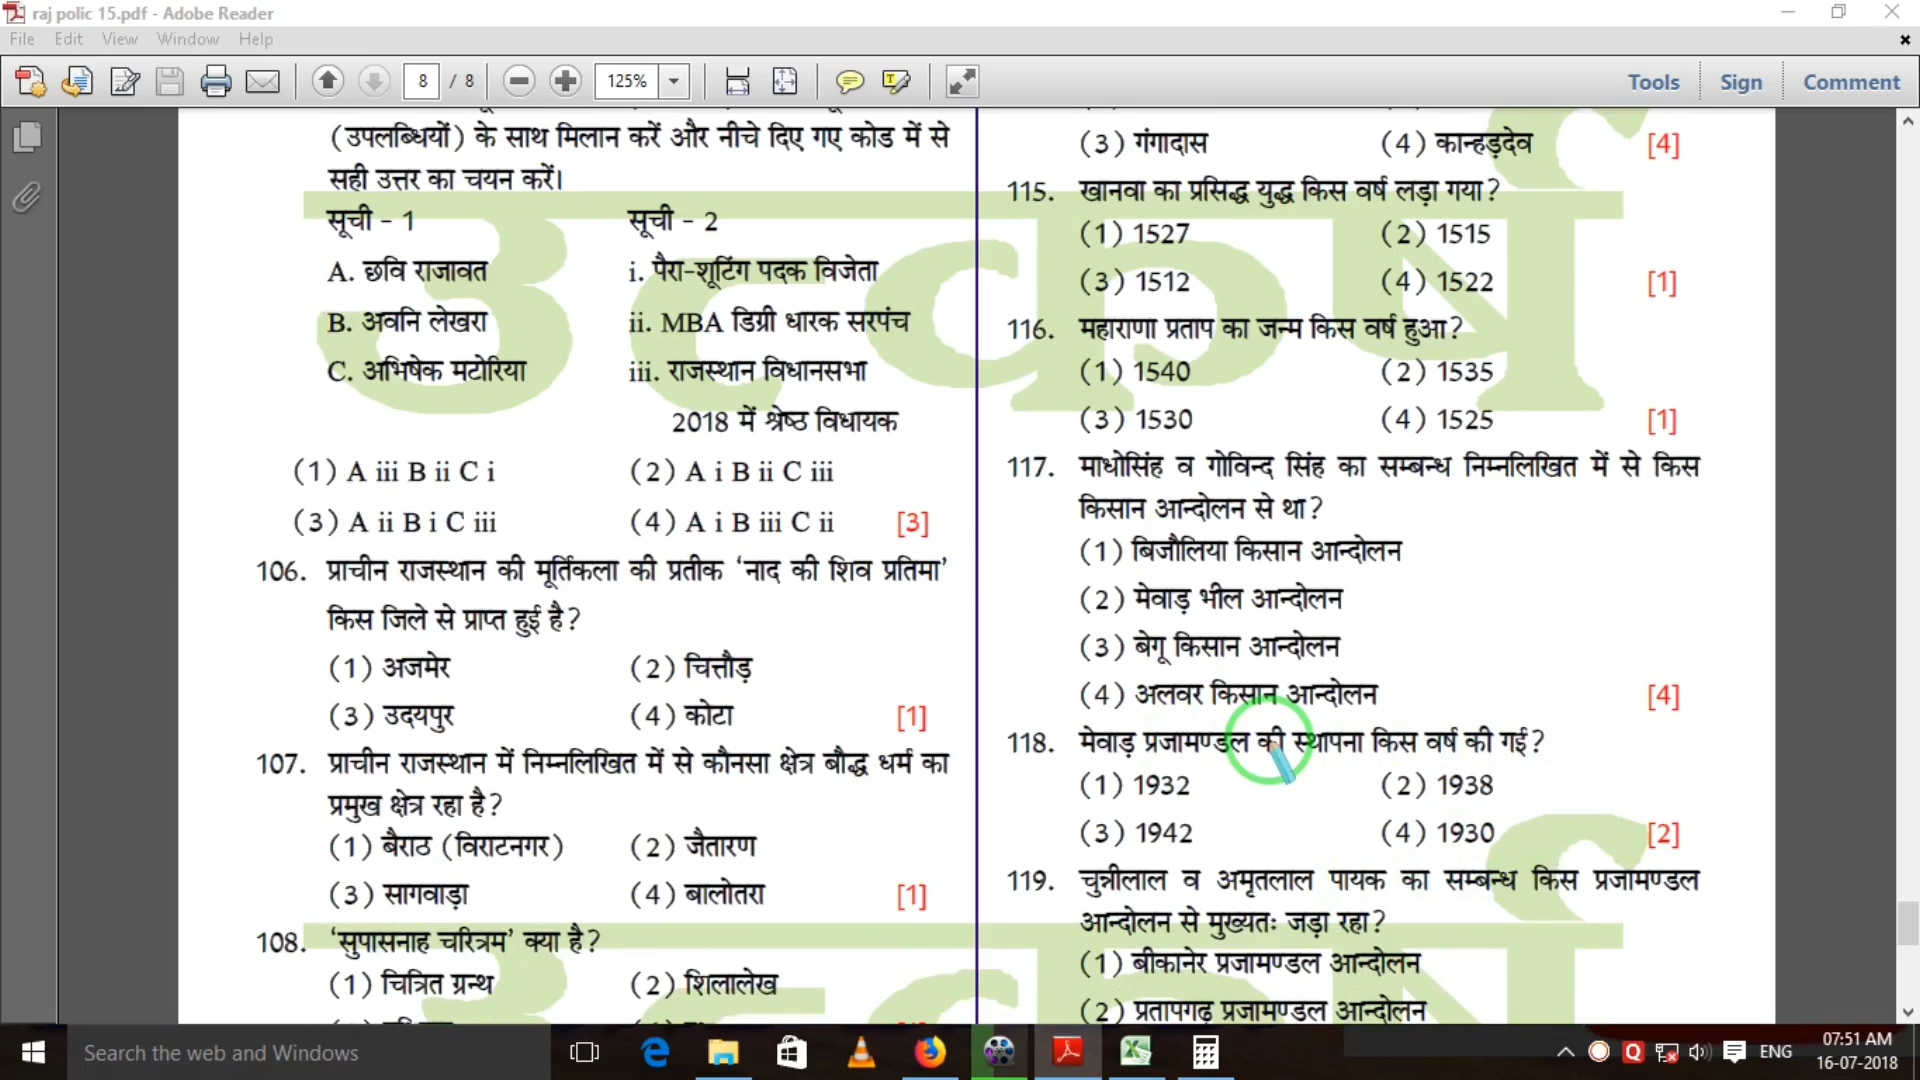 raj polic 15.pdf - Adobe Reader
File Edit View Window Help
8 / 8 125% Tools Sign Comment
(उपलब्धियों) के साथ मिलान करें और नीचे दिए गए कोड में से
सही उत्तर का चयन करें।
सूची - 1 सूची - 2
A. छवि राजावत i. पैरा-शूटिंग पदक विजेता
B. अवनि लेखरा ii. MBA डिग्री धारक सरपंच
C. अभिषेक मटोरिया iii. राजस्थान विधानसभा
2018 में श्रेष्ठ विधायक
(1) A iii B ii C i (2) A i B ii C iii
(3) A ii B i C iii (4) A i B iii C ii [3]
106. प्राचीन राजस्थान की मूर्तिकला की प्रतीक ‘नाद की शिव प्रतिमा’
किस जिले से प्राप्त हुई है?
(1) अजमेर (2) चित्तौड़
(3) उदयपुर (4) कोटा [1]
107. प्राचीन राजस्थान में निम्नलिखित में से कौनसा क्षेत्र बौद्ध धर्म का
प्रमुख क्षेत्र रहा है?
(1) बैराठ (विराटनगर) (2) जैतारण
(3) सागवाड़ा (4) बालोतरा [1]
108. ‘सुपासनाह चरित्रम’ क्या है?
(1) चित्रित ग्रन्थ (2) शिलालेख
(3) गंगादास (4) कान्हड़देव [4]
115. खानवा का प्रसिद्ध युद्ध किस वर्ष लड़ा गया?
(1) 1527 (2) 1515
(3) 1512 (4) 1522 [1]
116. महाराणा प्रताप का जन्म किस वर्ष हुआ?
(1) 1540 (2) 1535
(3) 1530 (4) 1525 [1]
117. माधोसिंह व गोविन्द सिंह का सम्बन्ध निम्नलिखित में से किस
किसान आन्दोलन से था?
(1) बिजौलिया किसान आन्दोलन
(2) मेवाड़ भील आन्दोलन
(3) बेगू किसान आन्दोलन
(4) अलवर किसान आन्दोलन [4]
118. मेवाड़ प्रजामण्डल की स्थापना किस वर्ष की गई?
(1) 1932 (2) 1938
(3) 1942 (4) 1930 [2]
119. चुन्नीलाल व अमृतलाल पायक का सम्बन्ध किस प्रजामण्डल
आन्दोलन से मुख्यतः जड़ा रहा?
(1) बीकानेर प्रजामण्डल आन्दोलन
(2) प्रतापगढ़ प्रजामण्डल आन्दोलन
उत्कर्ष
Search the web and Windows
ENG
07:51 AM
16-07-2018